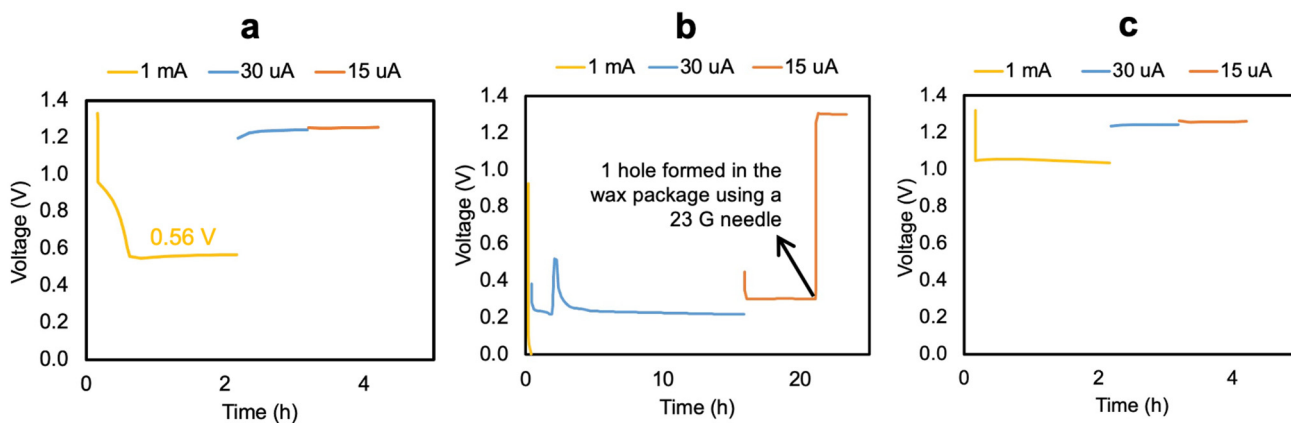 a
1 mA 30 uA 15 uA
Voltage (V)
1.4
1.2
1.0
0.8
0.6
0.4
0.2
0.0
0.56 V
0 2 4
Time (h)
b
1 mA 30 uA 15 uA
Voltage (V)
1.4
1.2
1.0
0.8
0.6
0.4
0.2
0.0
1 hole formed in the
wax package using a
23 G needle
0 10 20
Time (h)
c
1 mA 30 uA 15 uA
Voltage (V)
1.4
1.2
1.0
0.8
0.6
0.4
0.2
0.0
0 2 4
Time (h)